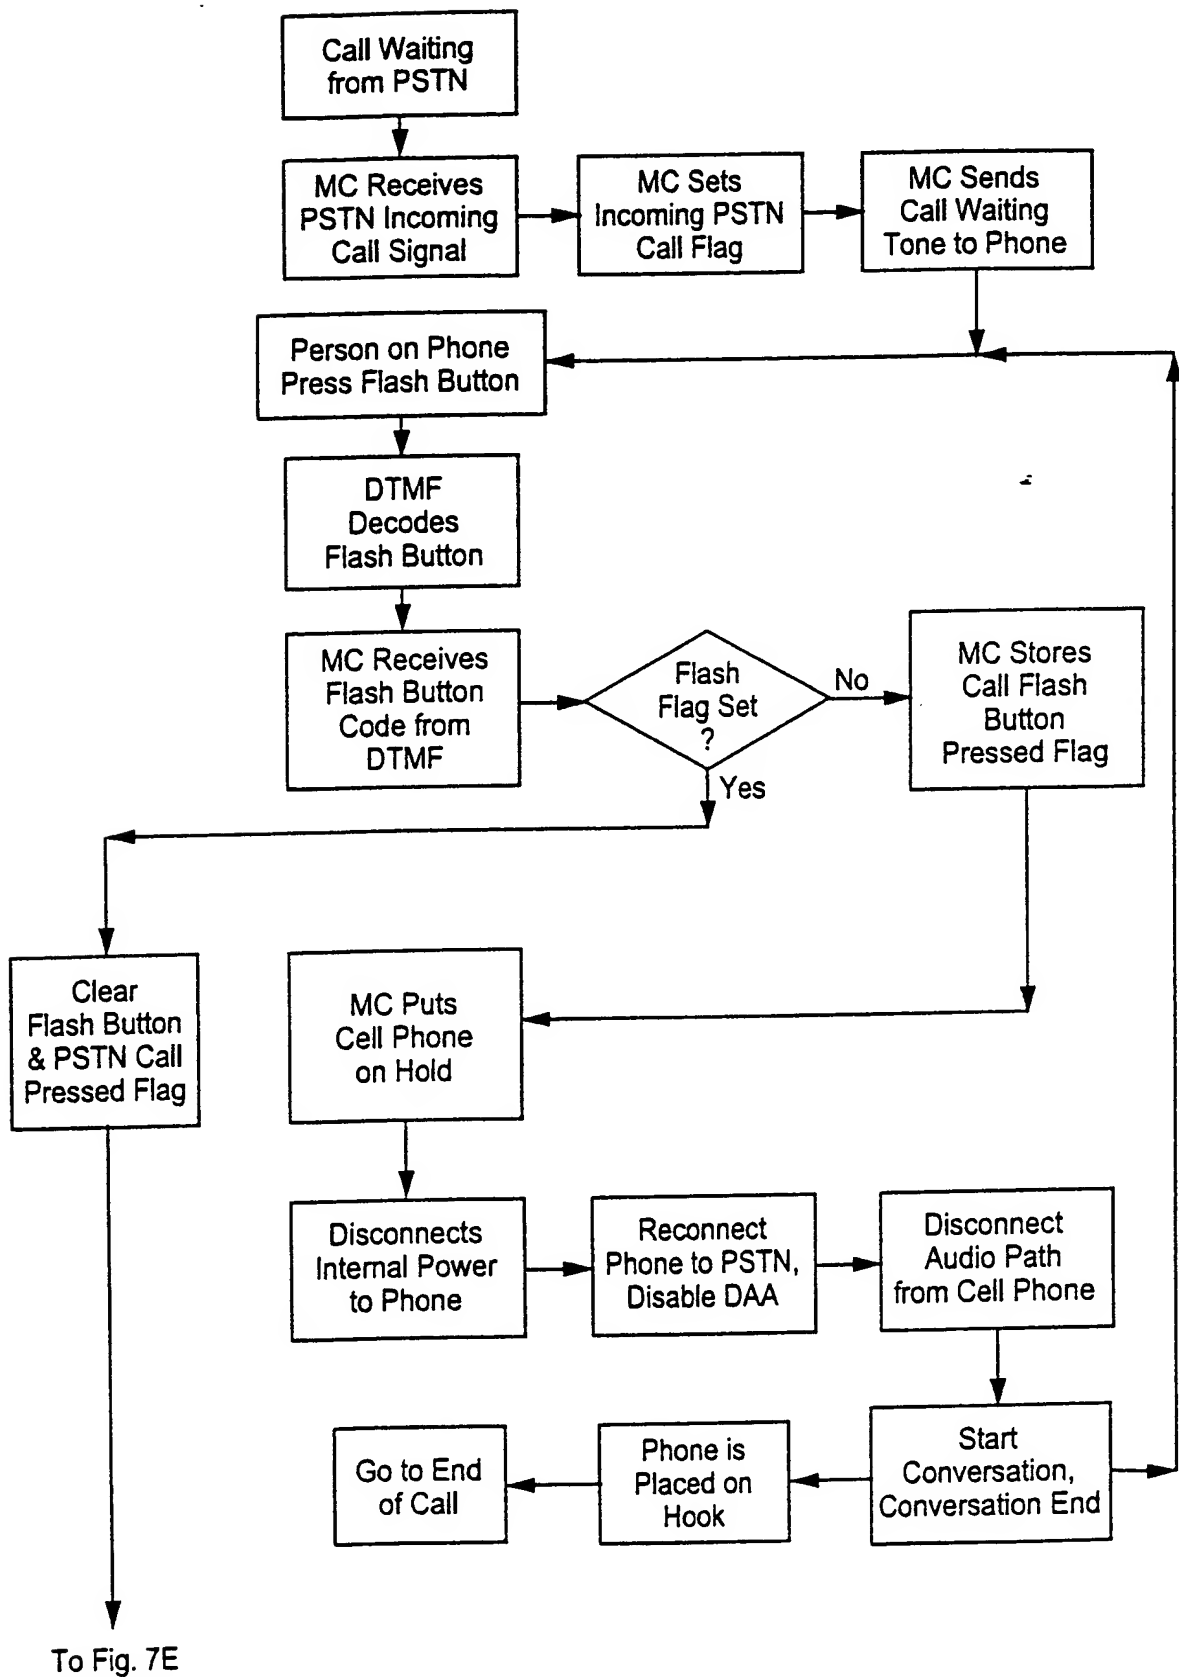 Call Waiting
from PSTN
MC Receives
PSTN Incoming
Call Signal
MC Sets
Incoming PSTN
Call Flag
MC Sends
Call Waiting
Tone to Phone
Person on Phone
Press Flash Button
DTMF
Decodes
Flash Button
MC Receives
Flash Button
Code from
DTMF
Flash
Flag Set
?
No
Yes
MC Stores
Call Flash
Button
Pressed Flag
Clear
Flash Button
& PSTN Call
Pressed Flag
MC Puts
Cell Phone
on Hold
Disconnects
Internal Power
to Phone
Reconnect
Phone to PSTN,
Disable DAA
Disconnect
Audio Path
from Cell Phone
Start
Conversation,
Conversation End
Phone is
Placed on
Hook
Go to End
of Call
To Fig. 7E